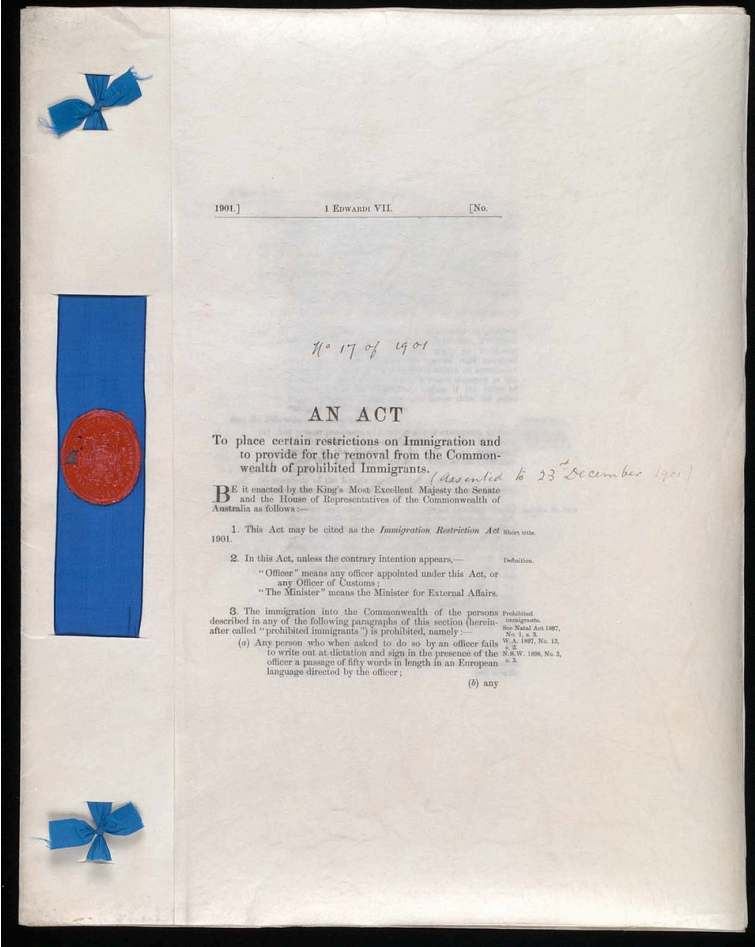 1901.] 1 EDWARDI VII. [No.
No 17 of 1901
AN ACT
To place certain restrictions on Immigration and
to provide for the removal from the Common-
wealth of prohibited Immigrants.
(Assented to 23rd December 1901)
BE it enacted by the King's Most Excellent Majesty the Senate
and the House of Representatives of the Commonwealth of
Australia as follows:—
1. This Act may be cited as the Immigration Restriction Act Short title.
1901.
2. In this Act, unless the contrary intention appears,— Definition.
"Officer" means any officer appointed under this Act, or
any Officer of Customs;
"The Minister" means the Minister for External Affairs.
3. The immigration into the Commonwealth of the persons Prohibited
described in any of the following paragraphs of this section (herein- immigrants.
after called "prohibited immigrants") is prohibited, namely:— See Natal Act 1897,
No. 1, s. 3.
(a) Any person who when asked to do so by an officer fails W.A. 1897, No. 13,
s. 2.
to write out at dictation and sign in the presence of the N.S.W. 1898, No. 3,
officer a passage of fifty words in length in an European s. 3.
language directed by the officer;
(b) any